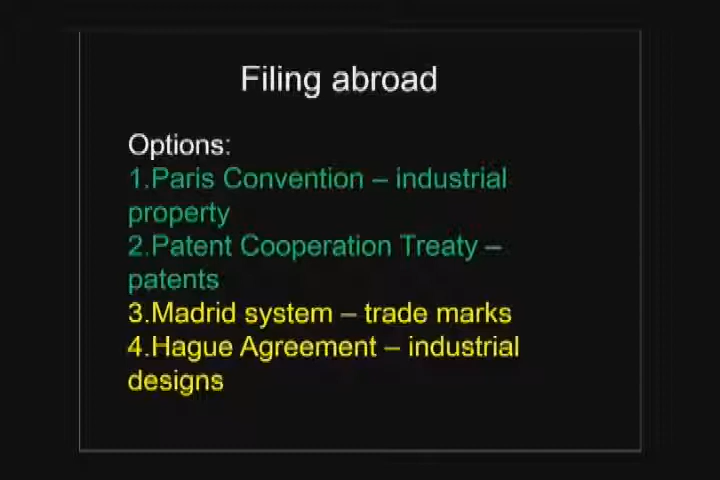 Filing abroad
Options:
1.Paris Convention – industrial
property
2.Patent Cooperation Treaty –
patents
3.Madrid system – trade marks
4.Hague Agreement – industrial
designs